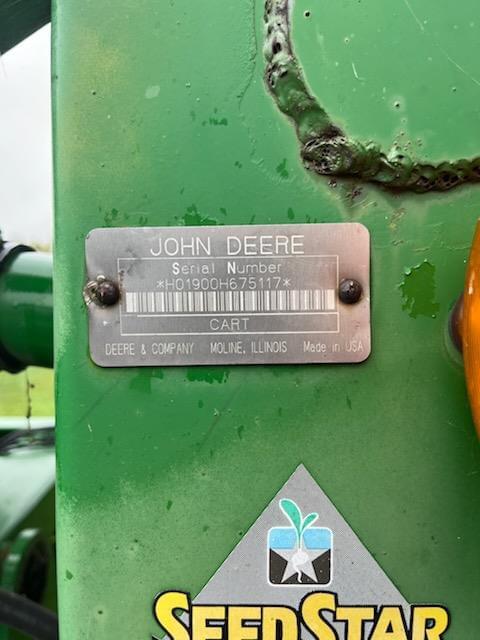 JOHN DEERE
Serial Number
*H01900H675117*
CART
DEERE & COMPANY MOLINE, ILLINOIS Made in USA
SEEDSTAR